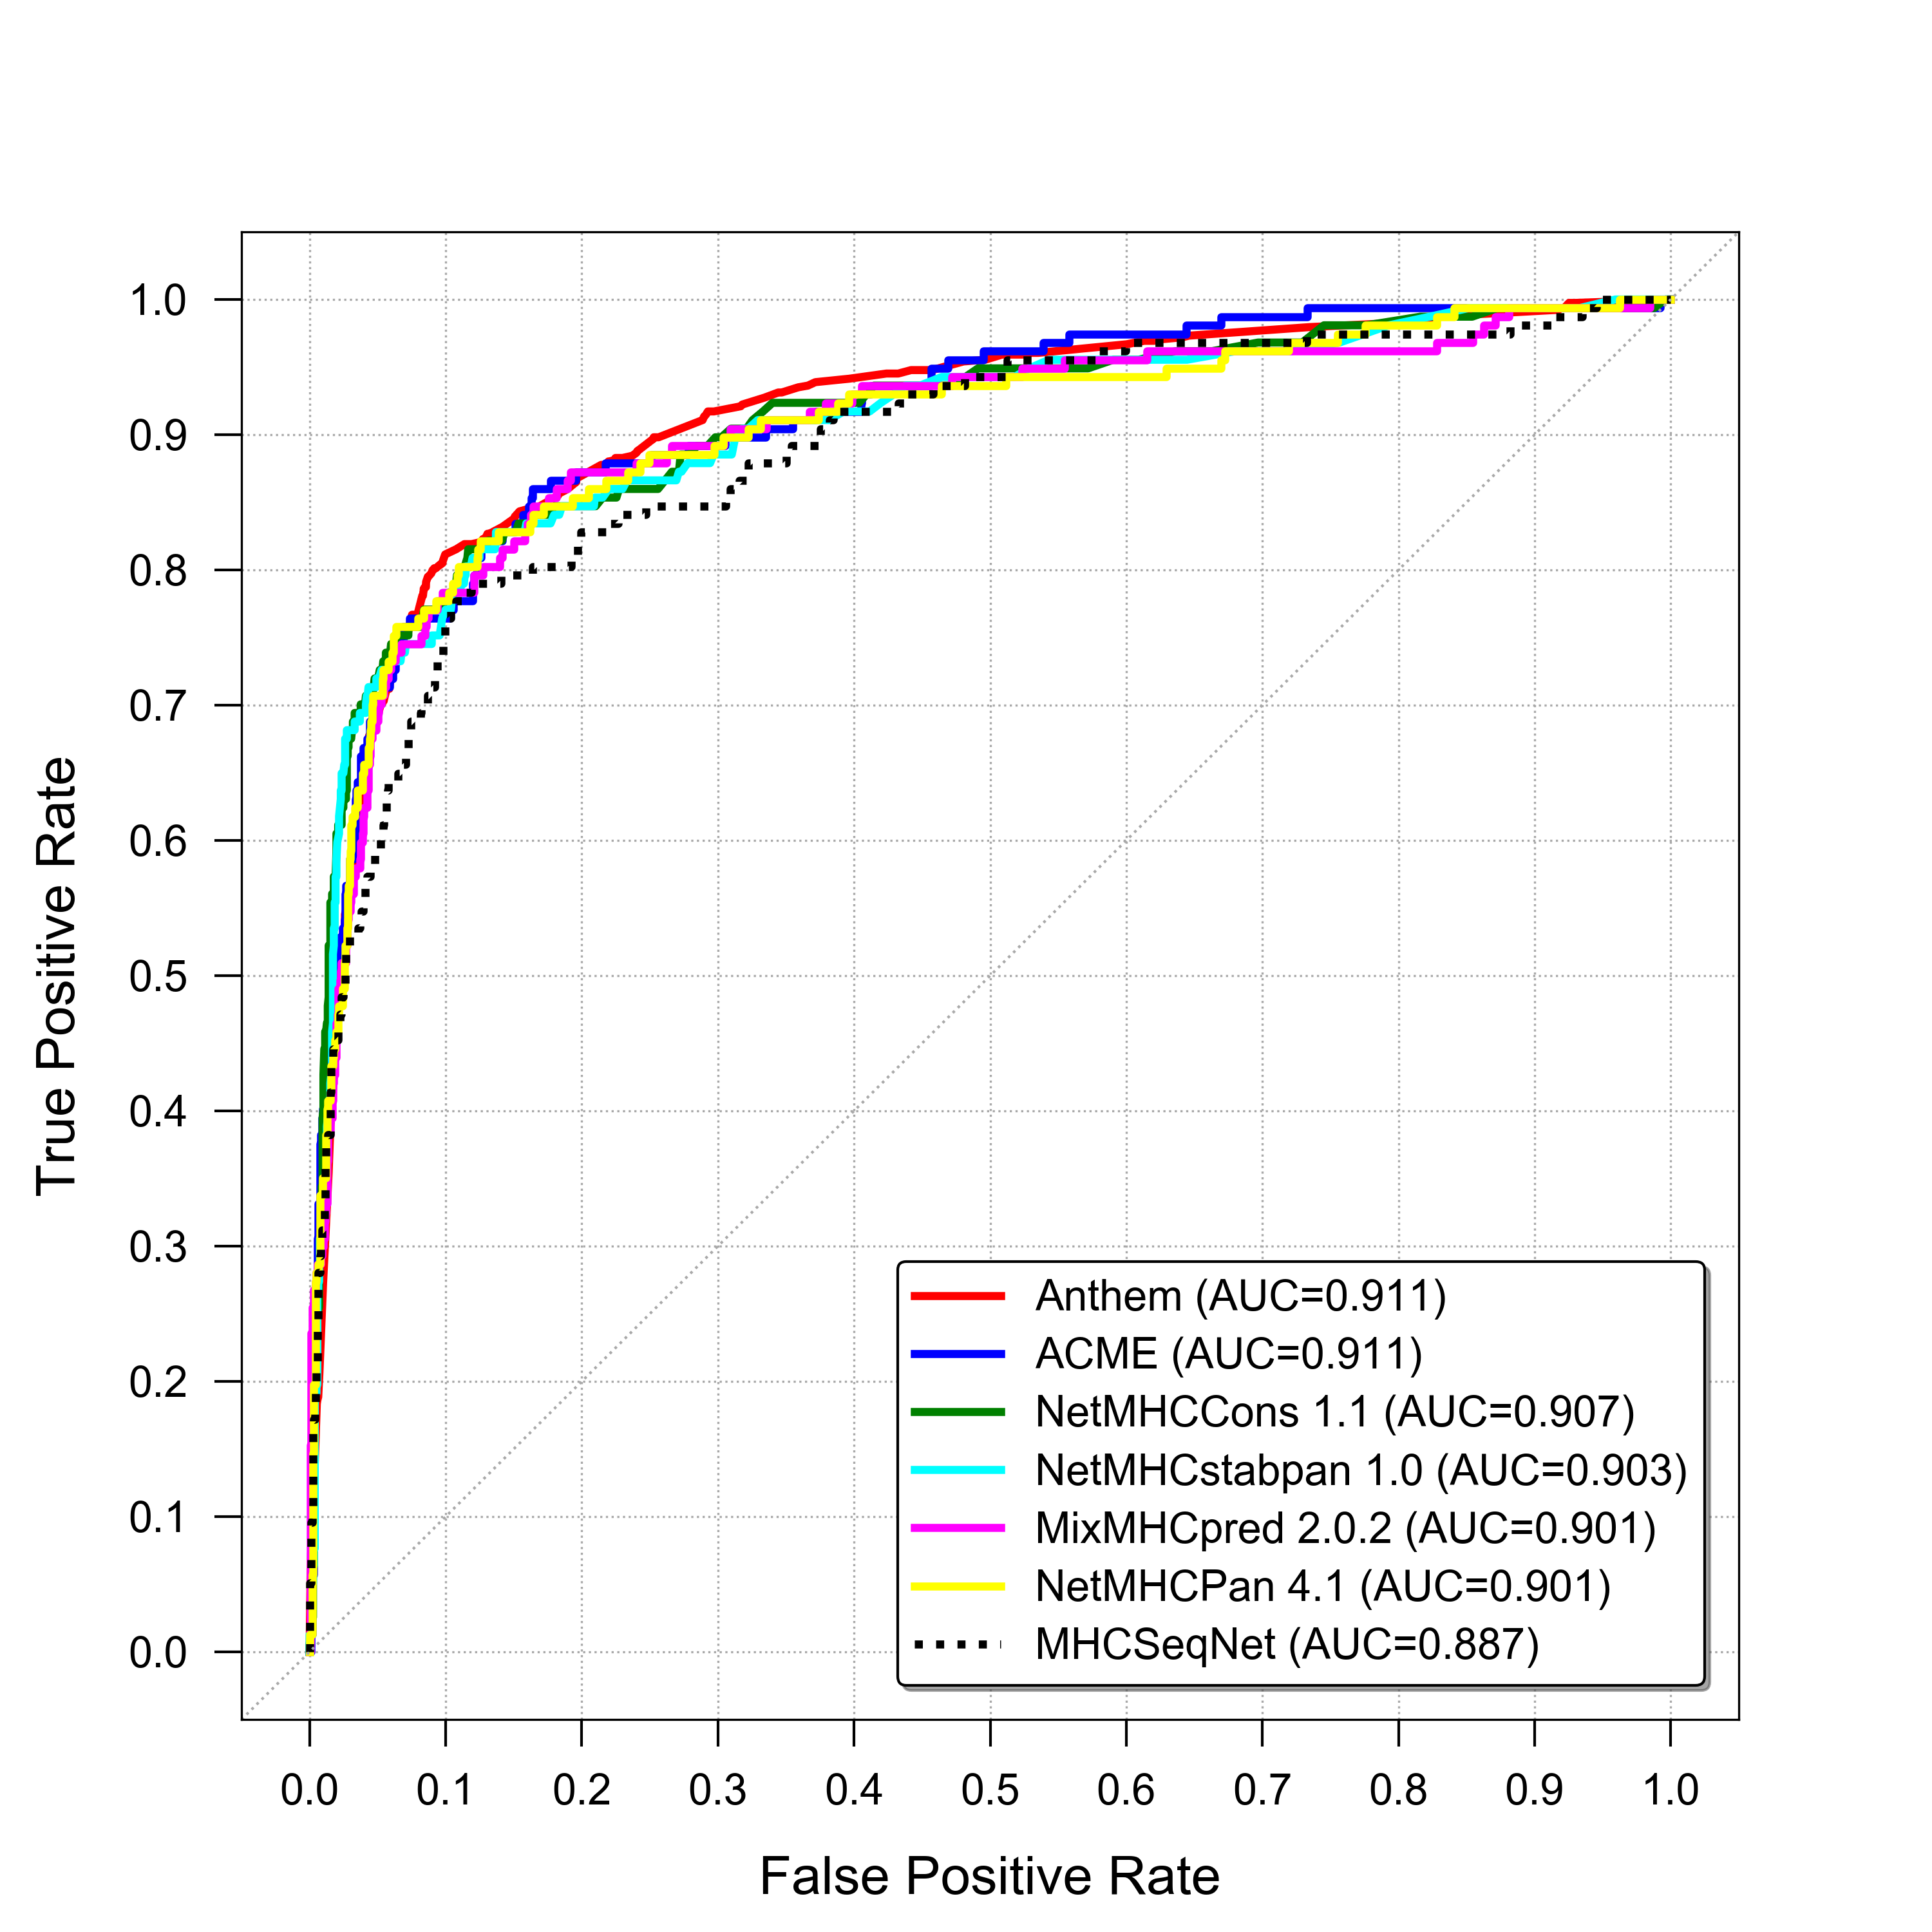 1.0
0.9
0.8
0.7
0.6
0.5
0.4
0.3
0.2
0.1
0.0
True Positive Rate
Anthem (AUC=0.911)
ACME (AUC=0.911)
NetMHCCons 1.1 (AUC=0.907)
NetMHCstabpan 1.0 (AUC=0.903)
MixMHCpred 2.0.2 (AUC=0.901)
NetMHCPan 4.1 (AUC=0.901)
MHCSeqNet (AUC=0.887)
0.0 0.1 0.2 0.3 0.4 0.5 0.6 0.7 0.8 0.9 1.0
False Positive Rate